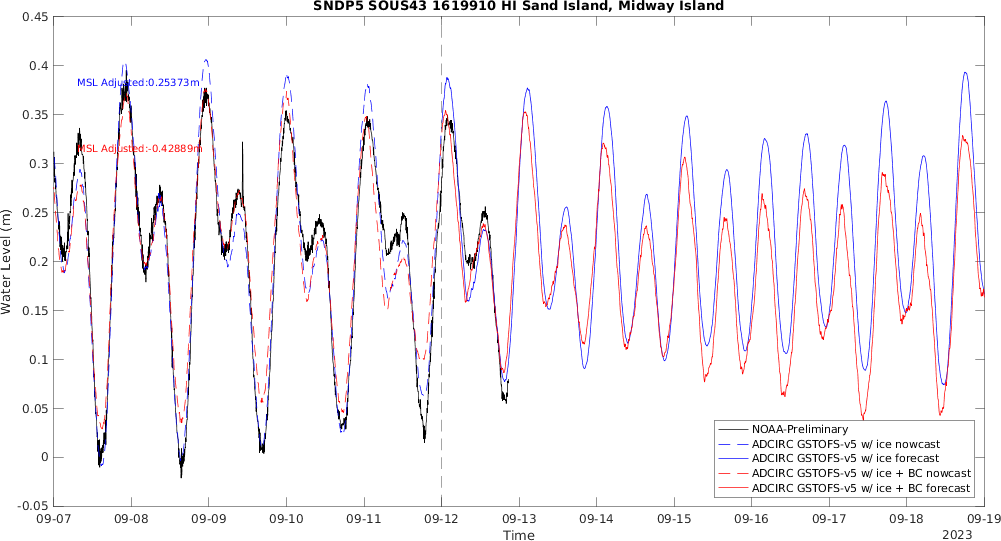 SNDP5 SOUS43 1619910 HI Sand Island, Midway Island
0.45
0.4
0.35
0.3
0.25
0.2
0.15
0.1
0.05
0
-0.05
Water Level (m)
MSL Adjusted:0.25373m
MSL Adjusted:-0.42889m
NOAA-Preliminary
ADCIRC GSTOFS-v5 w/ ice nowcast
ADCIRC GSTOFS-v5 w/ ice forecast
ADCIRC GSTOFS-v5 w/ ice + BC nowcast
ADCIRC GSTOFS-v5 w/ ice + BC forecast
09-07 09-08 09-09 09-10 09-11 09-12 09-13 09-14 09-15 09-16 09-17 09-18 09-19
Time
2023